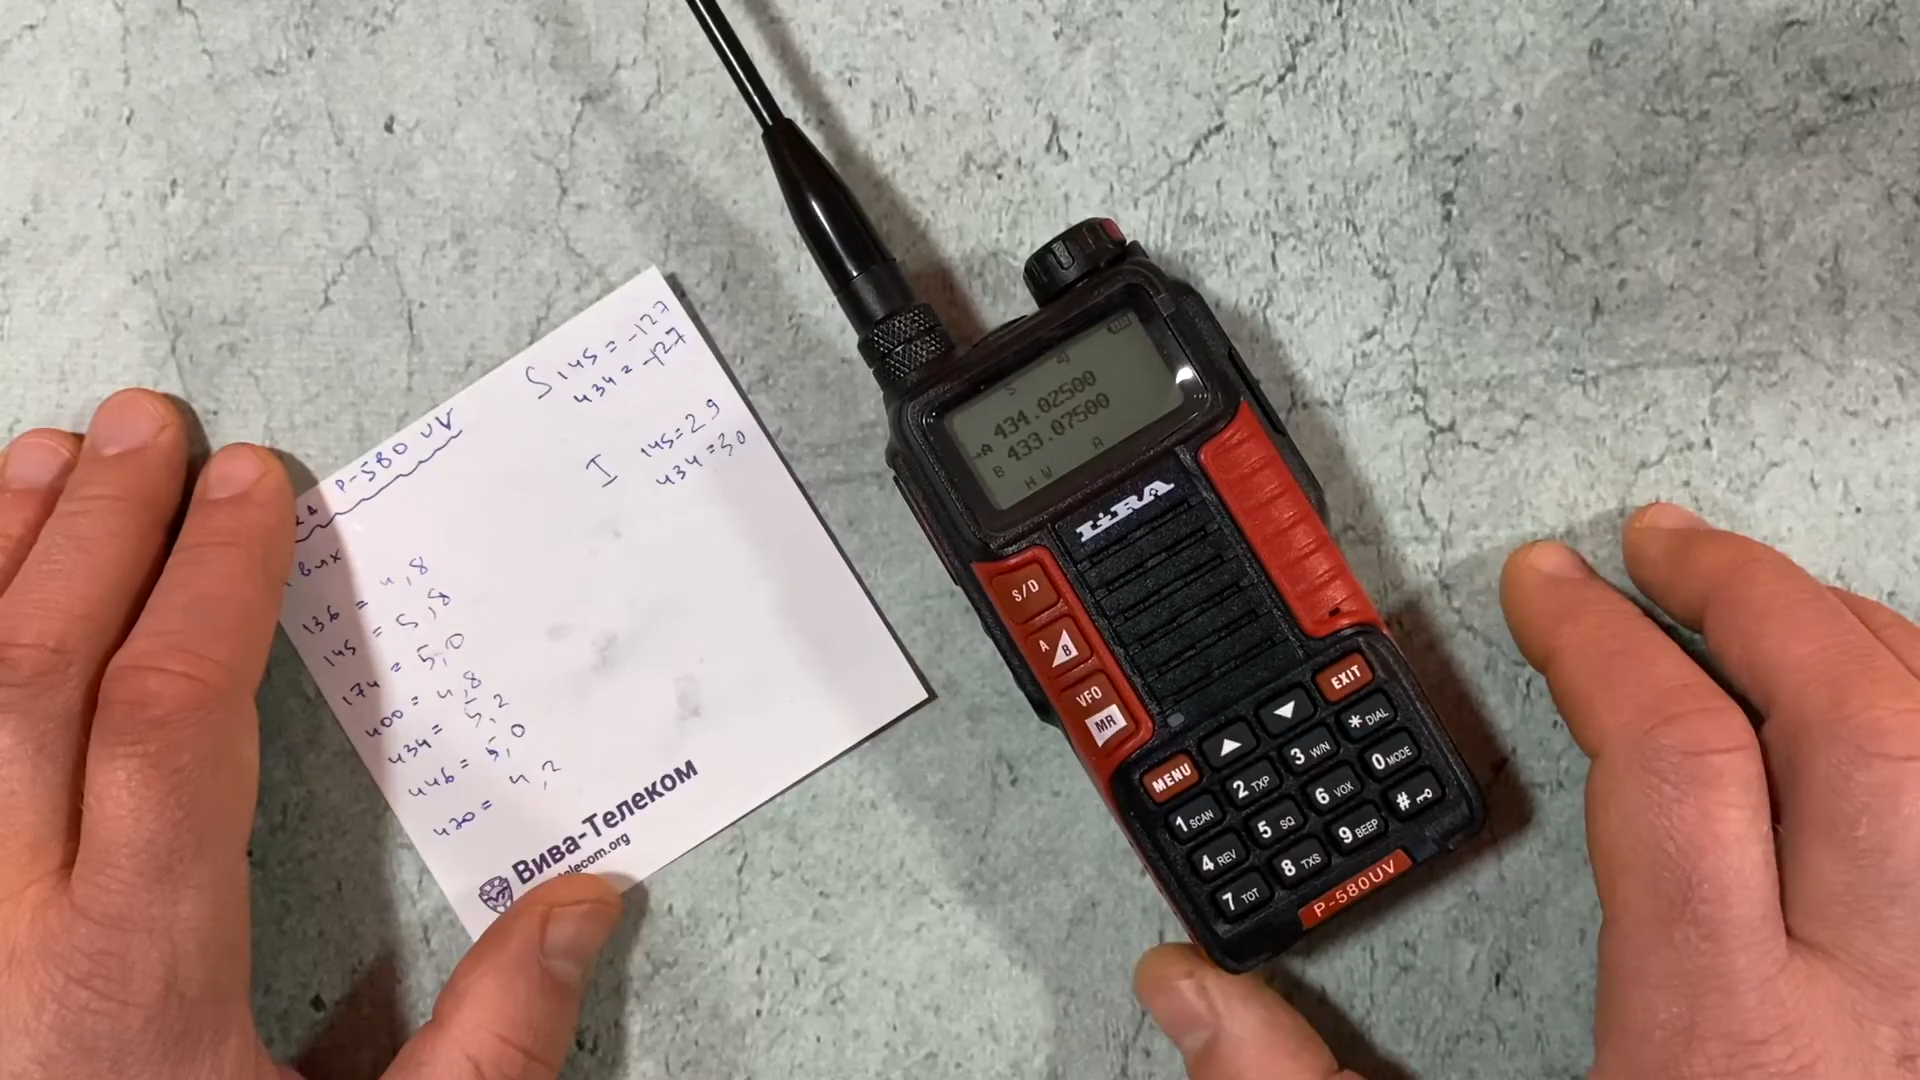 S 145 = -127
434 = -127
Р-580 UV
I 145=29
434 =30
Pвых
136 = 4,8
145 = 5,8
174 = 5,0
400 = 4,8
434 = 5,2
446 = 5,0
470 = 4,2
Вива-Телеком
telecom.org
S
A 434.02500
B 433.07500
H W A
LiRA
S/D
A B
VFO
MR
EXIT
MENU
* DIAL
1 SCAN
2 TXP
3 W/N
0 MODE
4 REV
5 SQ
6 VOX
#
7 TOT
8 TXS
9 BEEP
P-580UV